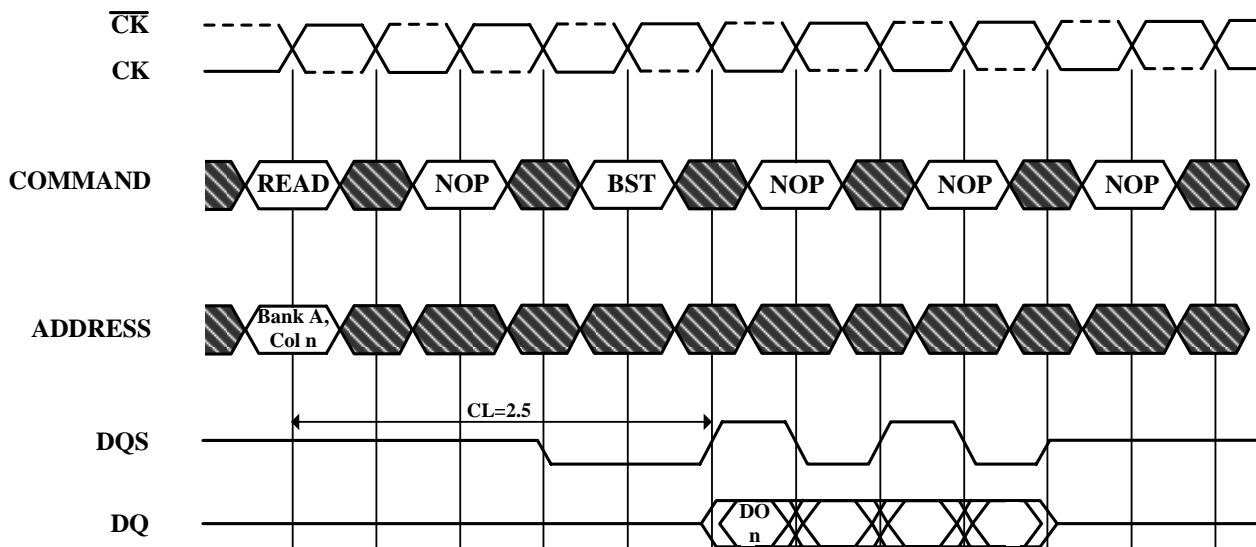 CK
CK
COMMAND
READ NOP BST NOP NOP NOP
ADDRESS
Bank A,
Col n
CL=2.5
DQS
DQ
DO
n